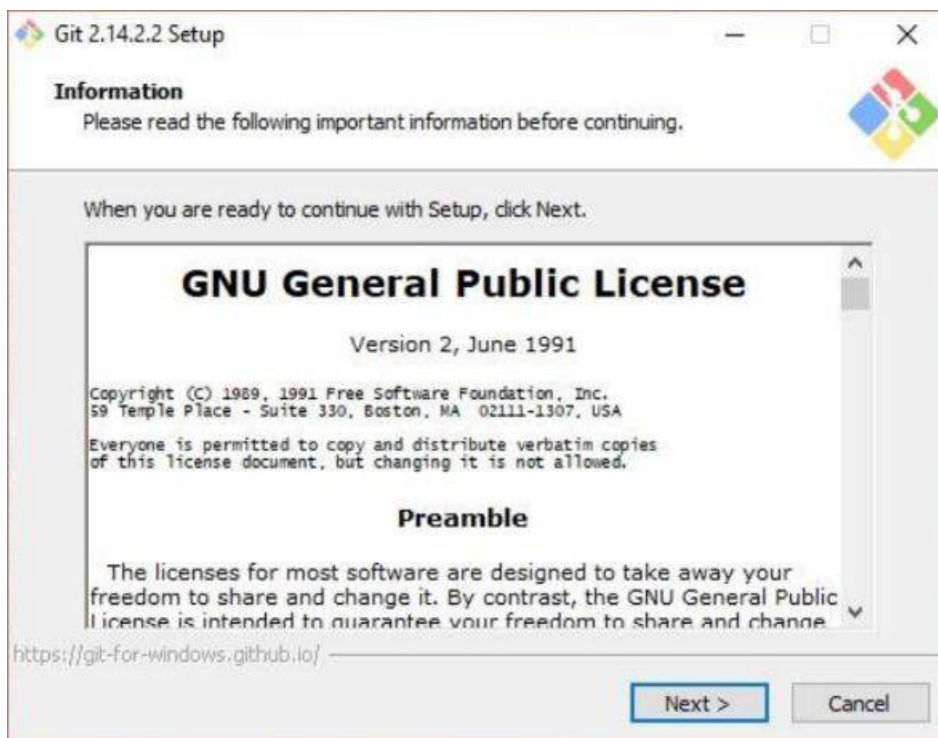 Git 2.14.2.2 Setup
Information
Please read the following important information before continuing.
When you are ready to continue with Setup, click Next.
GNU General Public License
Version 2, June 1991
Copyright (C) 1989, 1991 Free Software Foundation, Inc.
59 Temple Place - Suite 330, Boston, MA  02111-1307, USA
Everyone is permitted to copy and distribute verbatim copies
of this license document, but changing it is not allowed.
Preamble
The licenses for most software are designed to take away your
freedom to share and change it. By contrast, the GNU General Public
License is intended to guarantee your freedom to share and change
https://git-for-windows.github.io/
Next >
Cancel